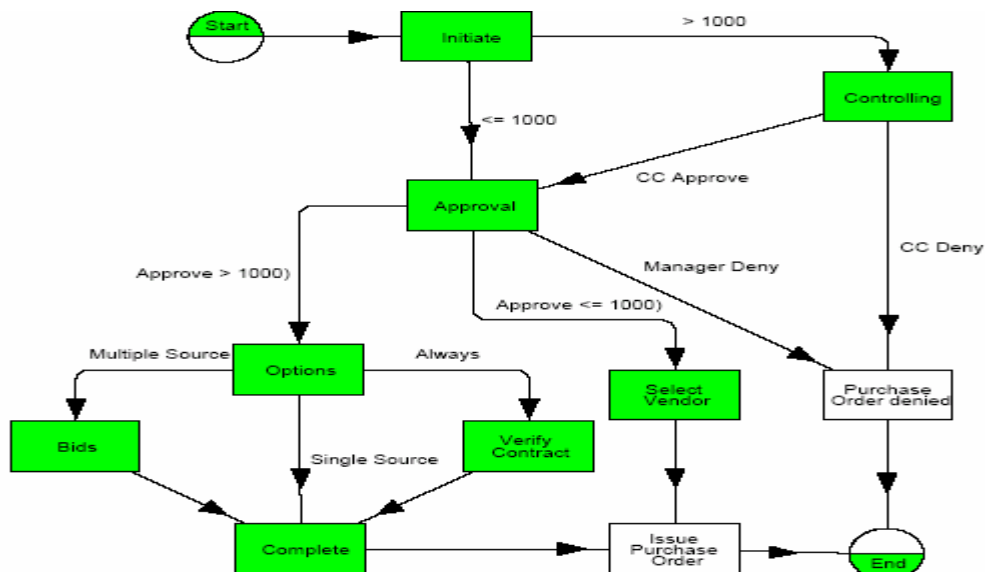 Start
Initiate
> 1000
Controlling
<= 1000
CC Approve
Approval
CC Deny
Approve > 1000)
Manager Deny
Approve <= 1000)
Multiple Source
Always
Options
Select
Vendor
Purchase
Order denied
Bids
Verify
Contract
Single Source
Complete
Issue
Purchase
Order
End